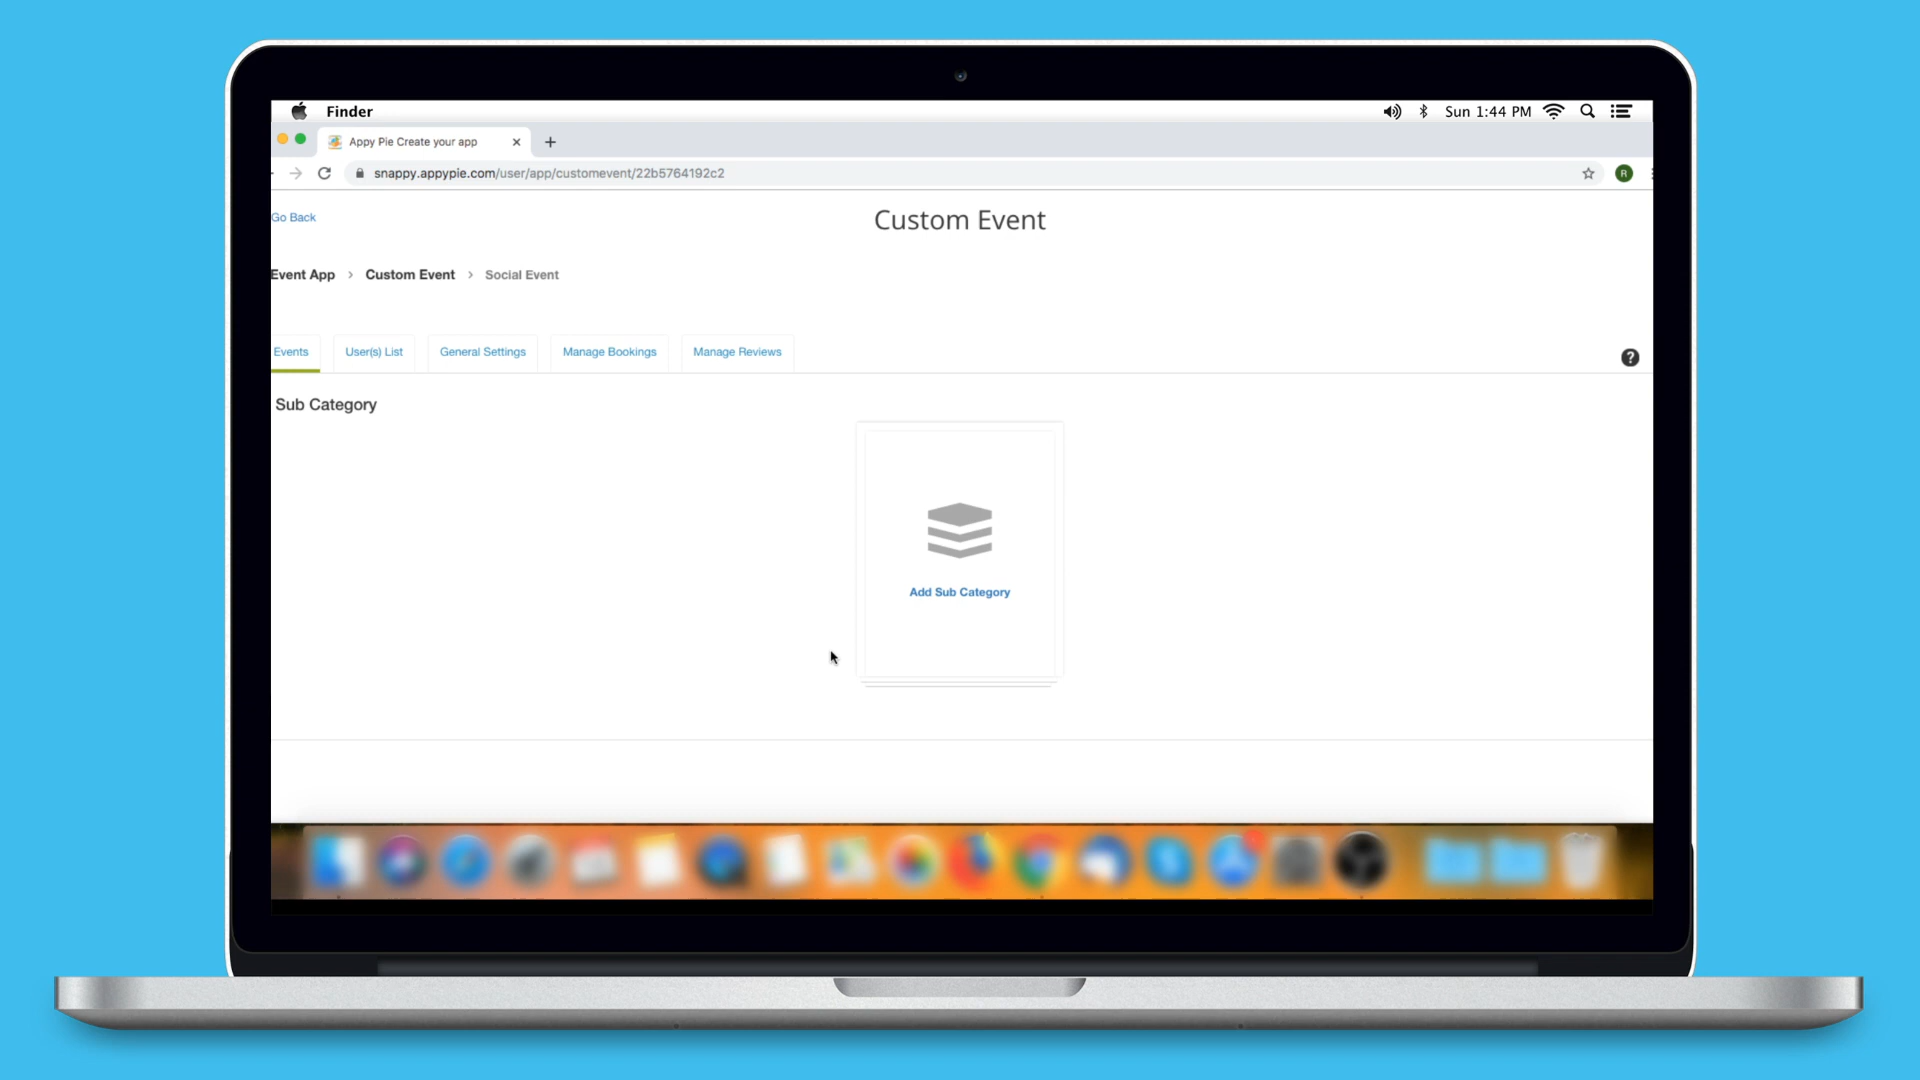 Finder
Sun 1:44 PM
Appy Pie Create your app
snappy.appypie.com/user/app/customevent/22b5764192c2
R
Go Back
Custom Event
Event App > Custom Event > Social Event
Events
User(s) List
General Settings
Manage Bookings
Manage Reviews
?
Sub Category
Add Sub Category